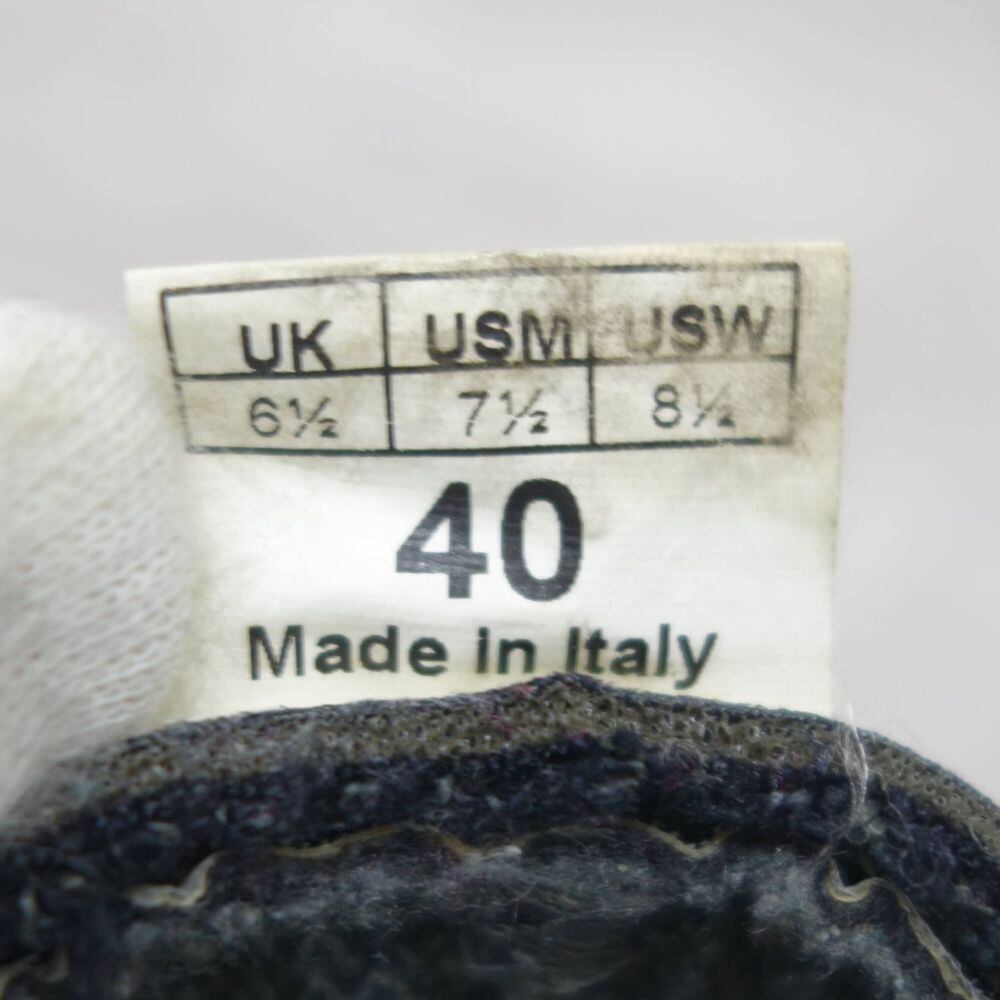 UK USM USW
6½ 7½ 8½
40
Made in Italy